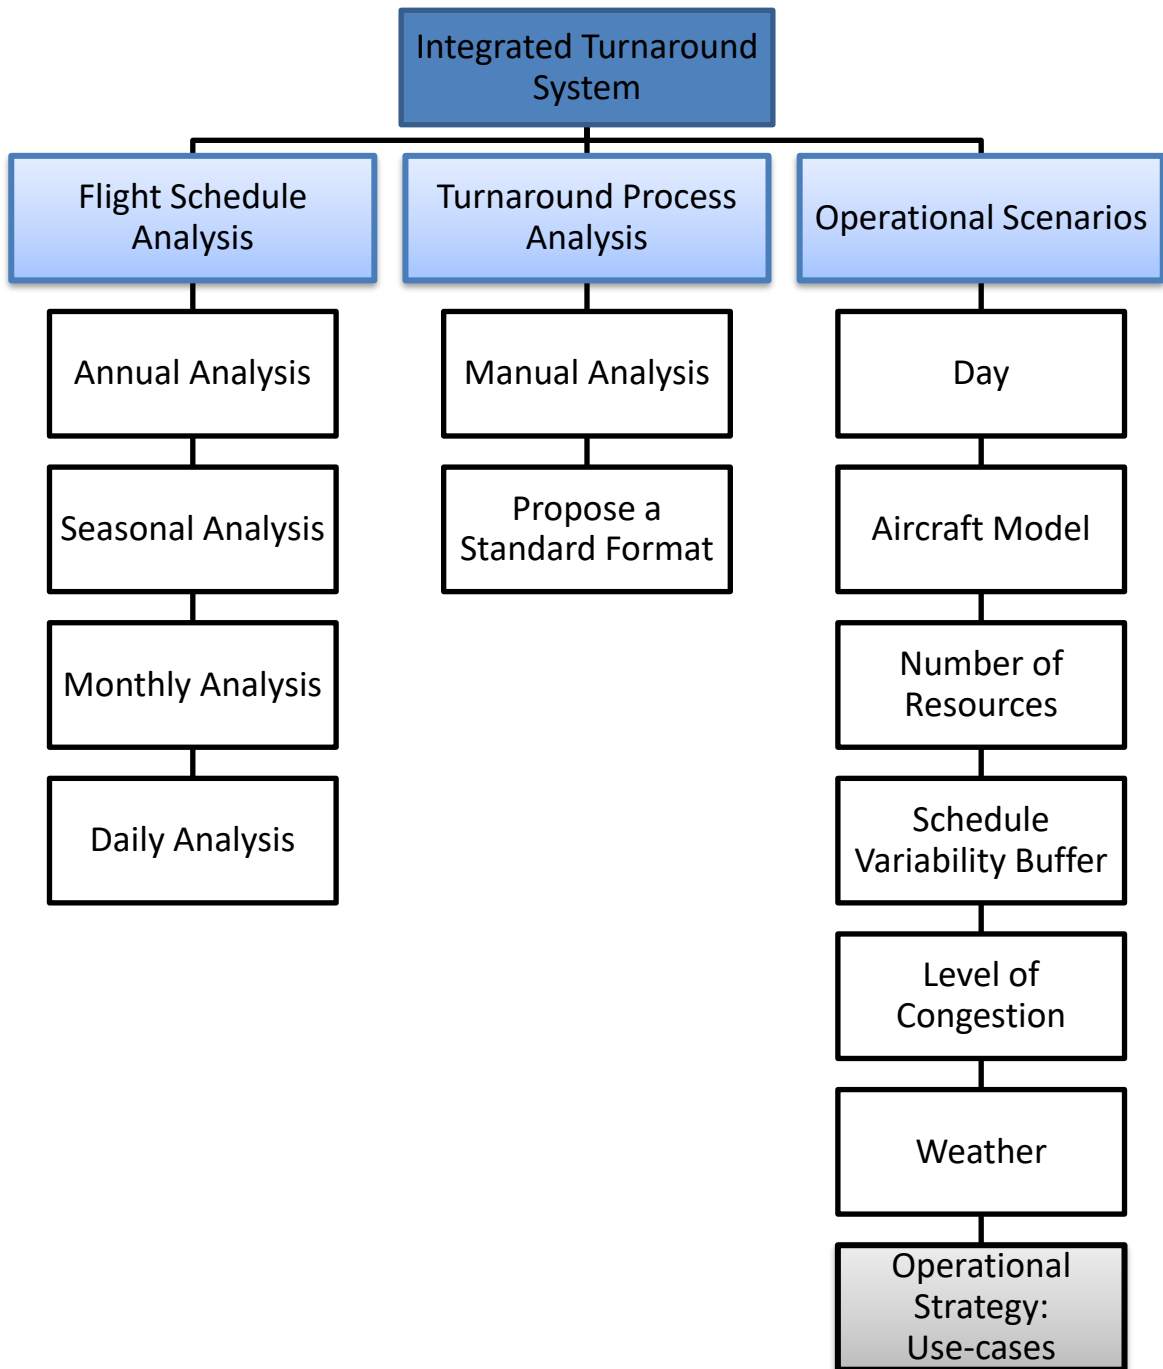 Integrated Turnaround
System
Flight Schedule
Analysis
Turnaround Process
Analysis
Operational Scenarios
Annual Analysis
Seasonal Analysis
Monthly Analysis
Daily Analysis
Manual Analysis
Propose a
Standard Format
Day
Aircraft Model
Number of
Resources
Schedule
Variability Buffer
Level of
Congestion
Weather
Operational
Strategy:
Use-cases